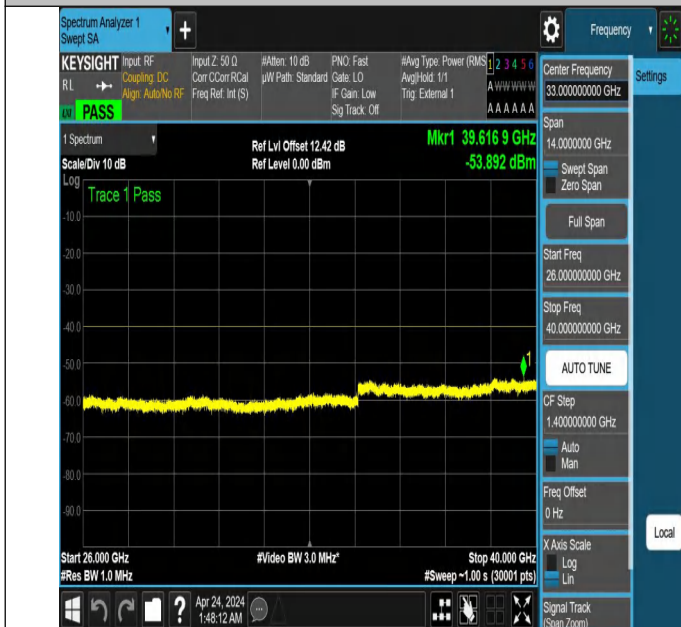 Spectrum Analyzer 1
Swept SA
Frequency
KEYSIGHT
RL
PASS
Input: RF
Coupling: DC
Align: Auto/No RF
Input Z: 50 Ω
Corr CCorr RCal
Freq Ref: Int (S)
#Atten: 10 dB
µW Path: Standard
PNO: Fast
Gate: LO
IF Gain: Low
Sig Track: Off
#Avg Type: Power (RMS
Avg|Hold: 1/1
Trig: External 1
1 2 3 4 5 6
A W W W W W
A A A A A A
Center Frequency
33.000000000 GHz
Settings
Span
14.0000000 GHz
Swept Span
Zero Span
Full Span
Start Freq
26.000000000 GHz
Stop Freq
40.000000000 GHz
AUTO TUNE
CF Step
1.400000000 GHz
Auto
Man
Freq Offset
0 Hz
X Axis Scale
Log
Lin
Signal Track
(Span Zoom)
Local
1 Spectrum
Scale/Div 10 dB
Ref Lvl Offset 12.42 dB
Ref Level 0.00 dBm
Mkr1 39.616 9 GHz
-53.892 dBm
Log
Trace 1 Pass
-10.0
-20.0
-30.0
-40.0
-50.0
1
-60.0
-70.0
-80.0
-90.0
Start 26.000 GHz
#Res BW 1.0 MHz
#Video BW 3.0 MHz*
Stop 40.000 GHz
#Sweep ~1.00 s (30001 pts)
?
Apr 24, 2024
1:48:12 AM